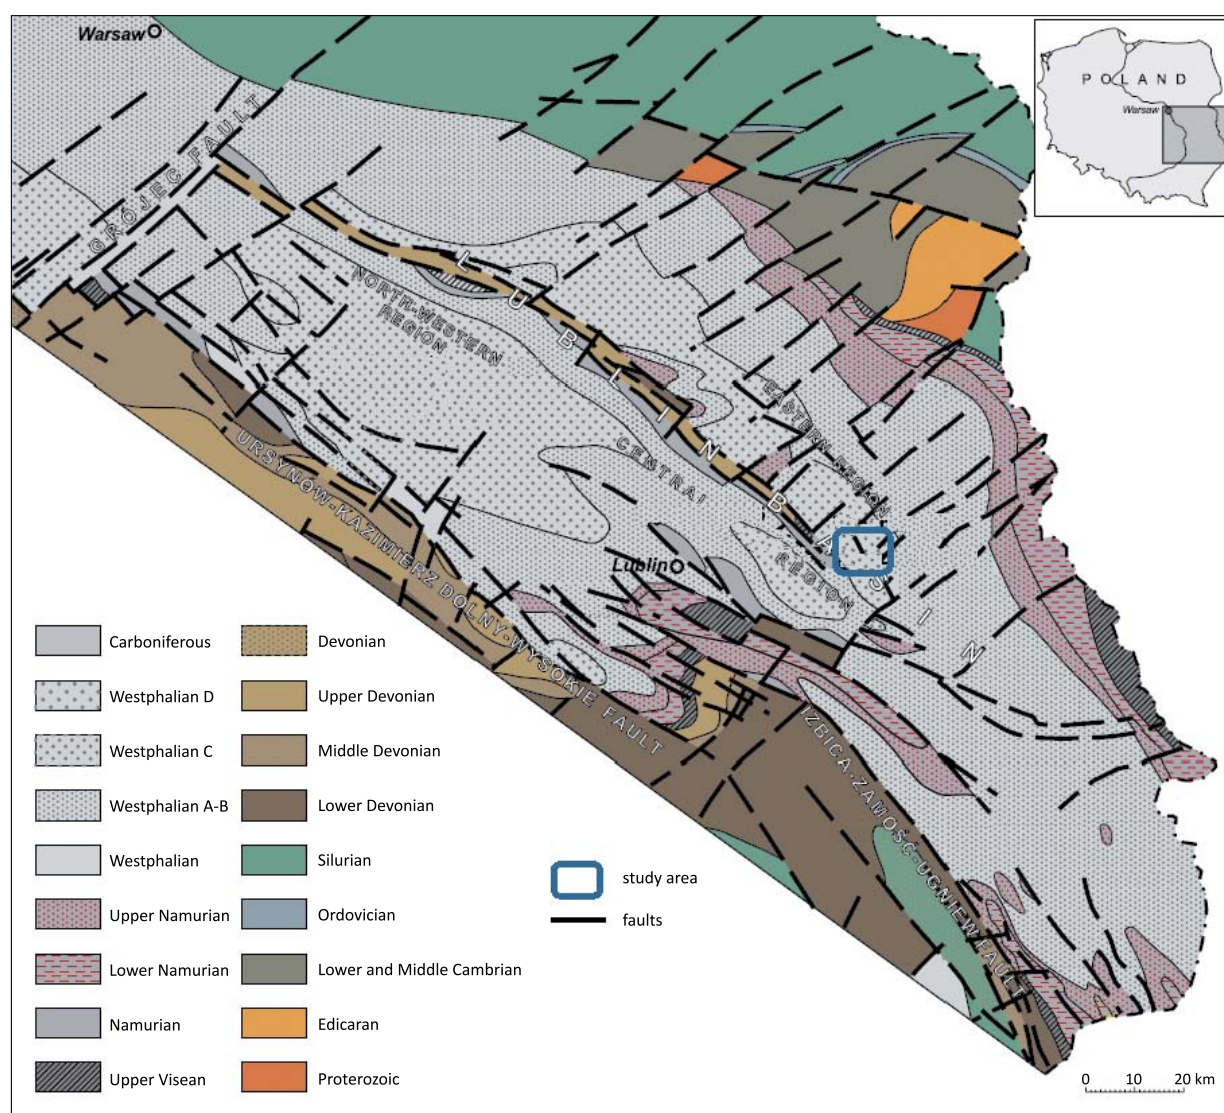 Warsaw
POLAND
Warsaw
GRÓJEC FAULT
NORTH-WESTERN
REGION
LUBLIN BASIN
EASTERN REGION
CENTRAL
REGION
Lublin
URSYNÓW-KAZIMIERZ DOLNY-WYSOKIE FAULT
IZBICA-ZAMOŚĆ-UGNIEW FAULT
Carboniferous
Westphalian D
Westphalian C
Westphalian A-B
Westphalian
Upper Namurian
Lower Namurian
Namurian
Upper Visean
Devonian
Upper Devonian
Middle Devonian
Lower Devonian
Silurian
Ordovician
Lower and Middle Cambrian
Edicaran
Proterozoic
study area
faults
0 10 20 km